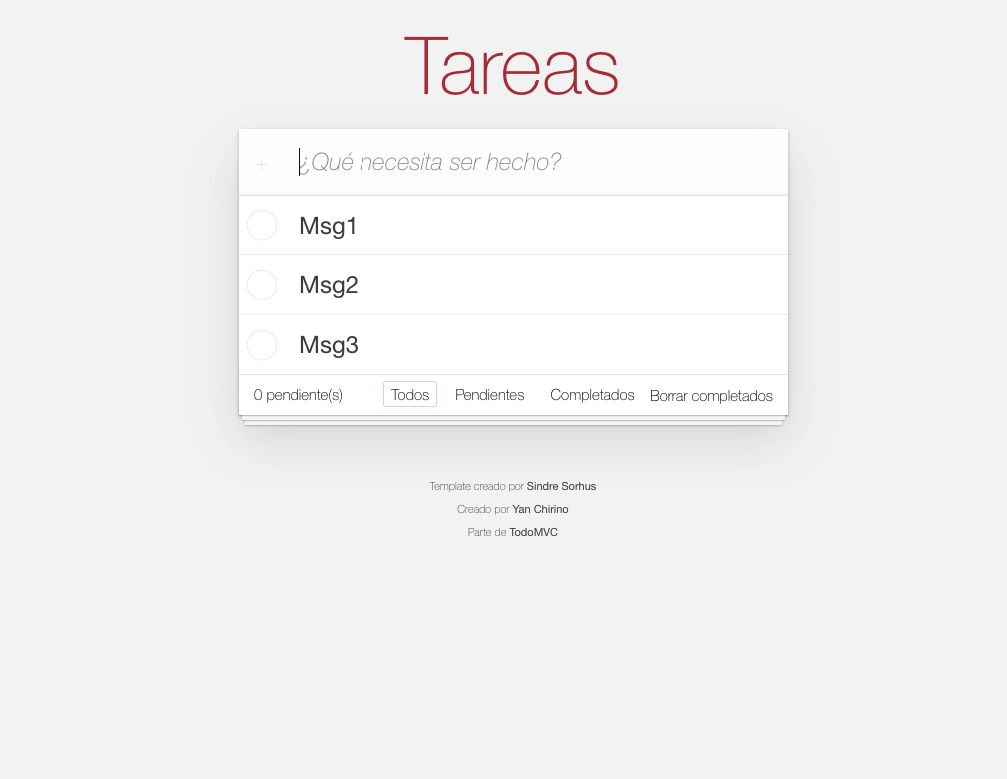 Tareas
+ ¿Qué necesita ser hecho?
Msg1
Msg2
Msg3
0 pendiente(s) Todos Pendientes Completados Borrar completados
Template creado por Sindre Sorhus
Creado por Yan Chirino
Parte de TodoMVC